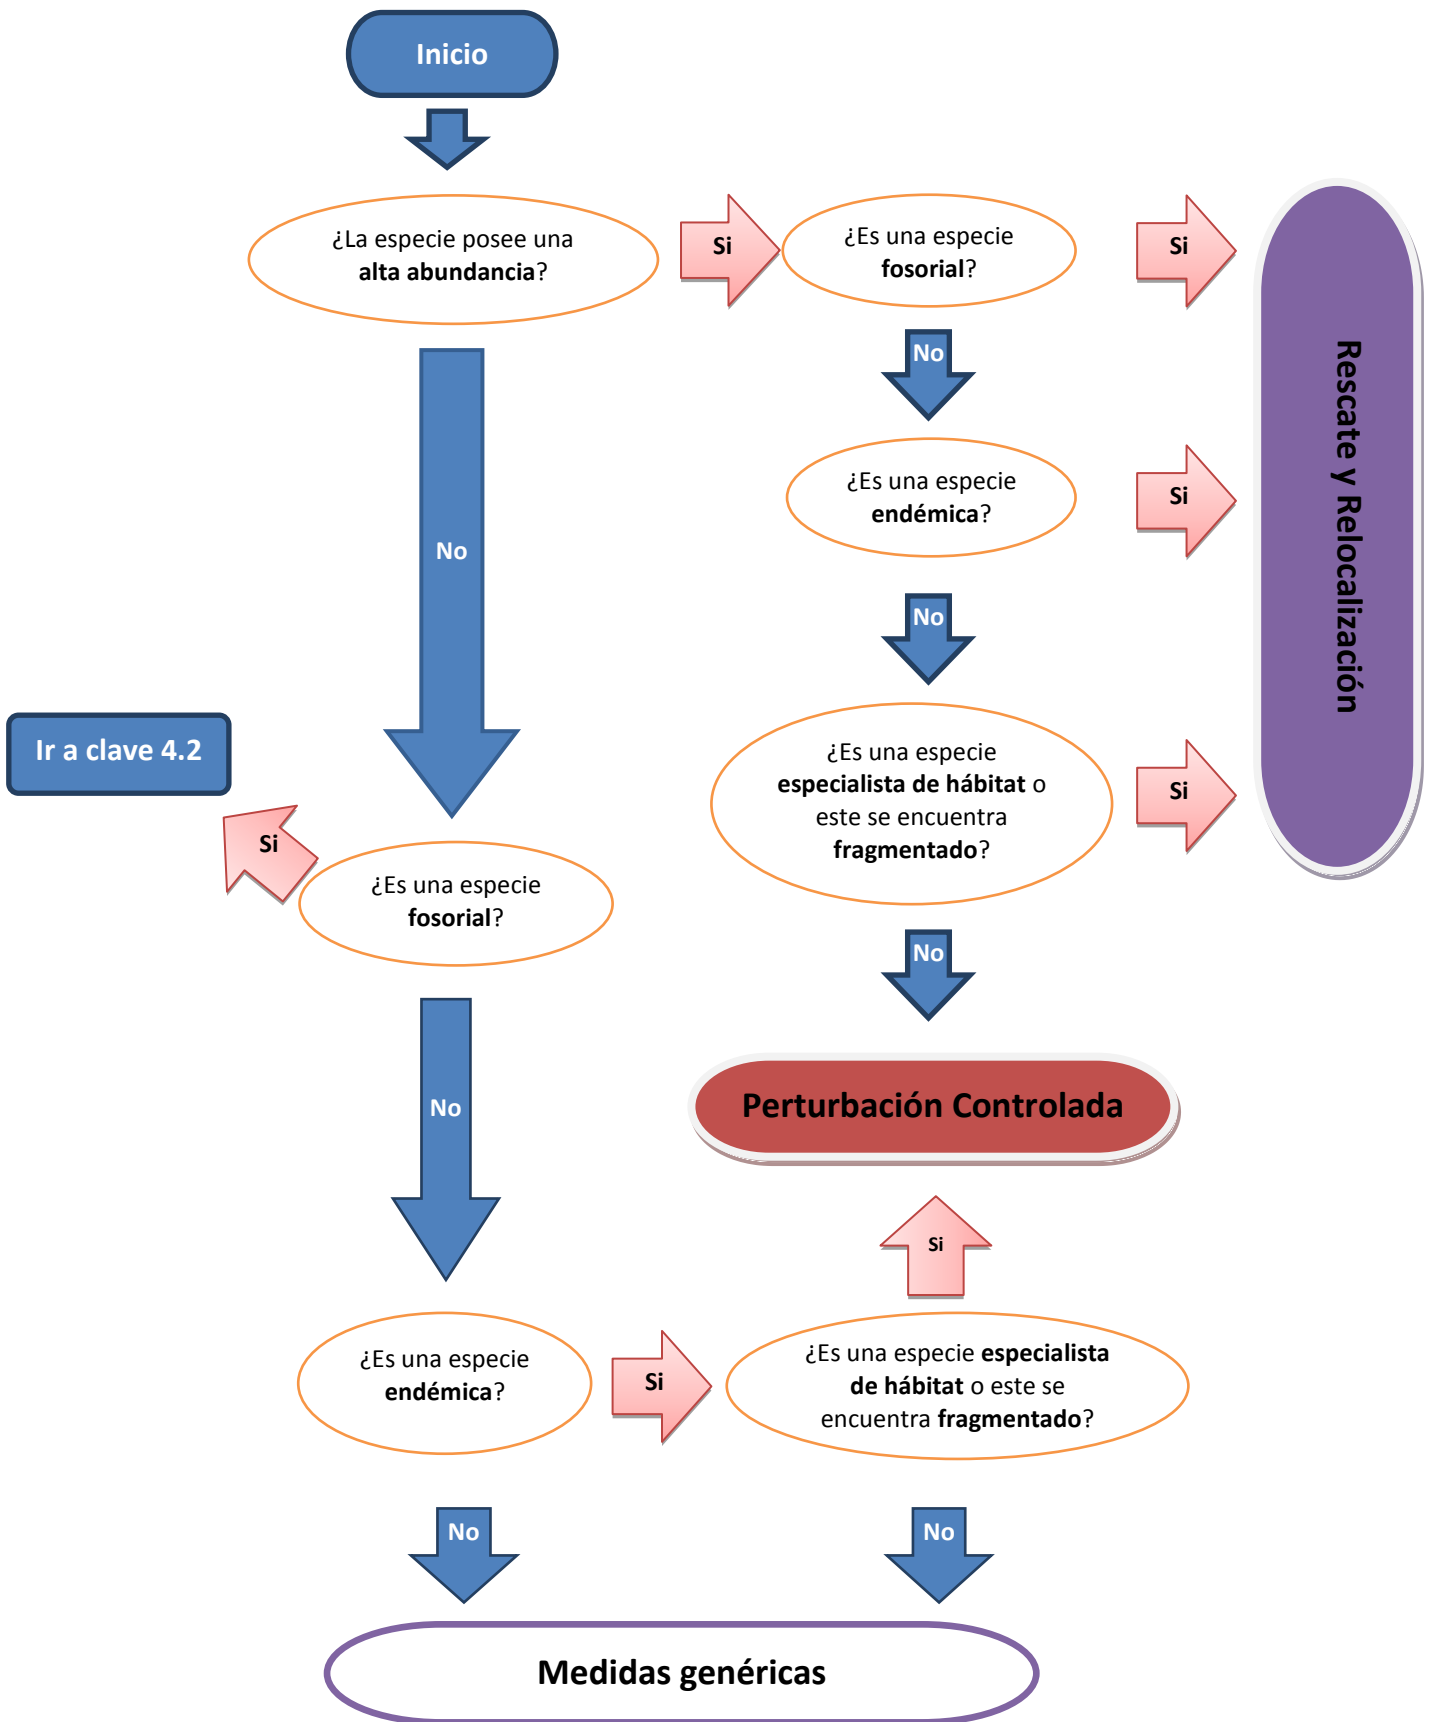 Inicio
¿La especie posee una
alta abundancia?
Si
¿Es una especie
fosorial?
Si
No
¿Es una especie
endémica?
Si
No
¿Es una especie
especialista de hábitat o
este se encuentra
fragmentado?
Si
Rescate y Relocalización
No
No
Ir a clave 4.2
Si
¿Es una especie
fosorial?
Perturbación Controlada
No
Si
¿Es una especie
endémica?
Si
¿Es una especie especialista
de hábitat o este se
encuentra fragmentado?
No
No
Medidas genéricas